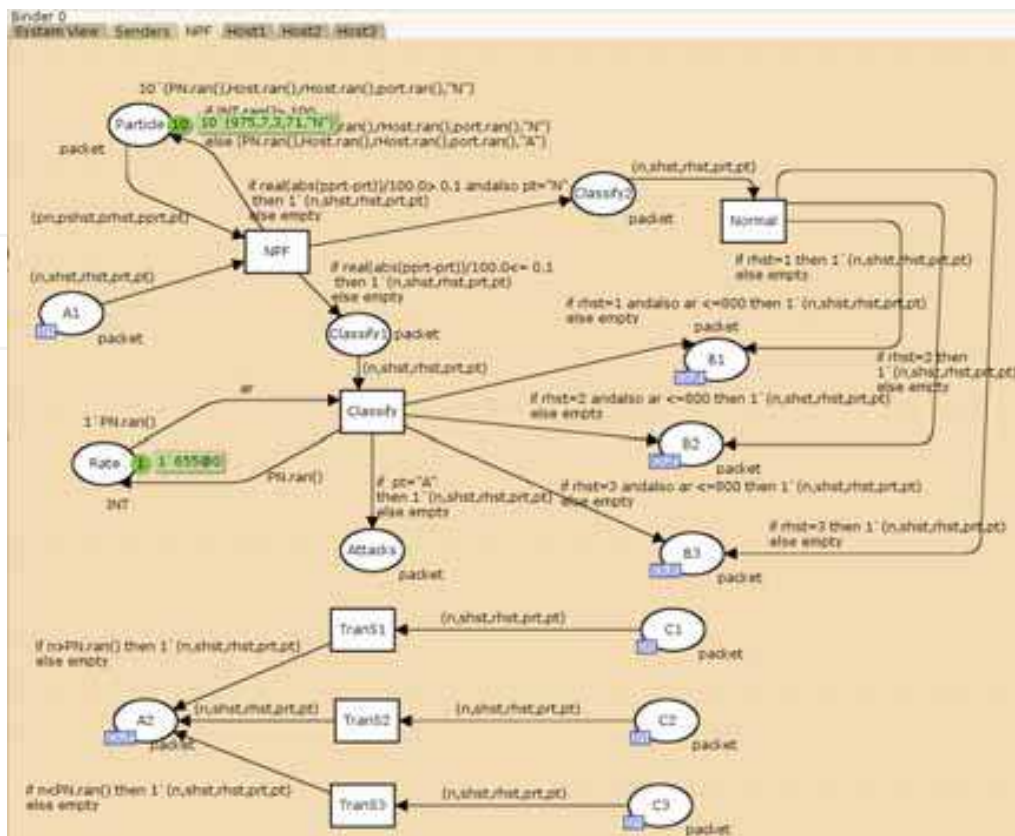 Binder 0
System View Senders NPF Host1 Host2 Host3
10`(PN.ran(),Host.ran(),rHost.ran(),port.ran(),"N")
if INT.ran()> 100
Particle 10 10`(975,7,3,71,"N") .ran(),rHost.ran(),port.ran(),"N")
else (PN.ran(),Host.ran(),rHost.ran(),port.ran(),"A")
packet
(n,shst,rhst,prt,pt)
if real(abs(pprt-prt))/100.0> 0.1 andalso pt="N"
then 1`(n,shst,rhst,prt,pt)
else empty
Classify2
packet
Normal
(pn,pshst,prhst,pprt,pt)
NPF
(n,shst,rhst,prt,pt)
if real(abs(pprt-prt))/100.0<= 0.1
then 1`(n,shst,rhst,prt,pt)
else empty
if rhst=1 then 1`(n,shst,rhst,prt,pt)
else empty
A1
packet
Classify1 packet
if rhst=1 andalso ar <=800 then 1`(n,shst,rhst,prt,pt)
else empty
packet
B1
(n,shst,rhst,prt,pt)
if rhst=2 then
1`(n,shst,rhst,prt,pt)
else empty
ar
Classify
if rhst=2 andalso ar <=800 then 1`(n,shst,rhst,prt,pt)
else empty
1`PN.ran()
B2
packet
Rate 1 1`655@0
PN.ran()
INT
if pt="A"
then 1`(n,shst,rhst,prt,pt)
else empty
if rhst=3 andalso ar <=800 then 1`(n,shst,rhst,prt,pt)
else empty
if rhst=3 then 1`(n,shst,rhst,prt,pt)
else empty
Attacks
packet
B3
packet
TranS1
(n,shst,rhst,prt,pt)
C1
packet
if n>PN.ran() then 1`(n,shst,rhst,prt,pt)
else empty
A2
packet
(n,shst,rhst,prt,pt)
TranS2
(n,shst,rhst,prt,pt)
C2
packet
if n<PN.ran() then 1`(n,shst,rhst,prt,pt)
else empty
TranS3
(n,shst,rhst,prt,pt)
C3
packet